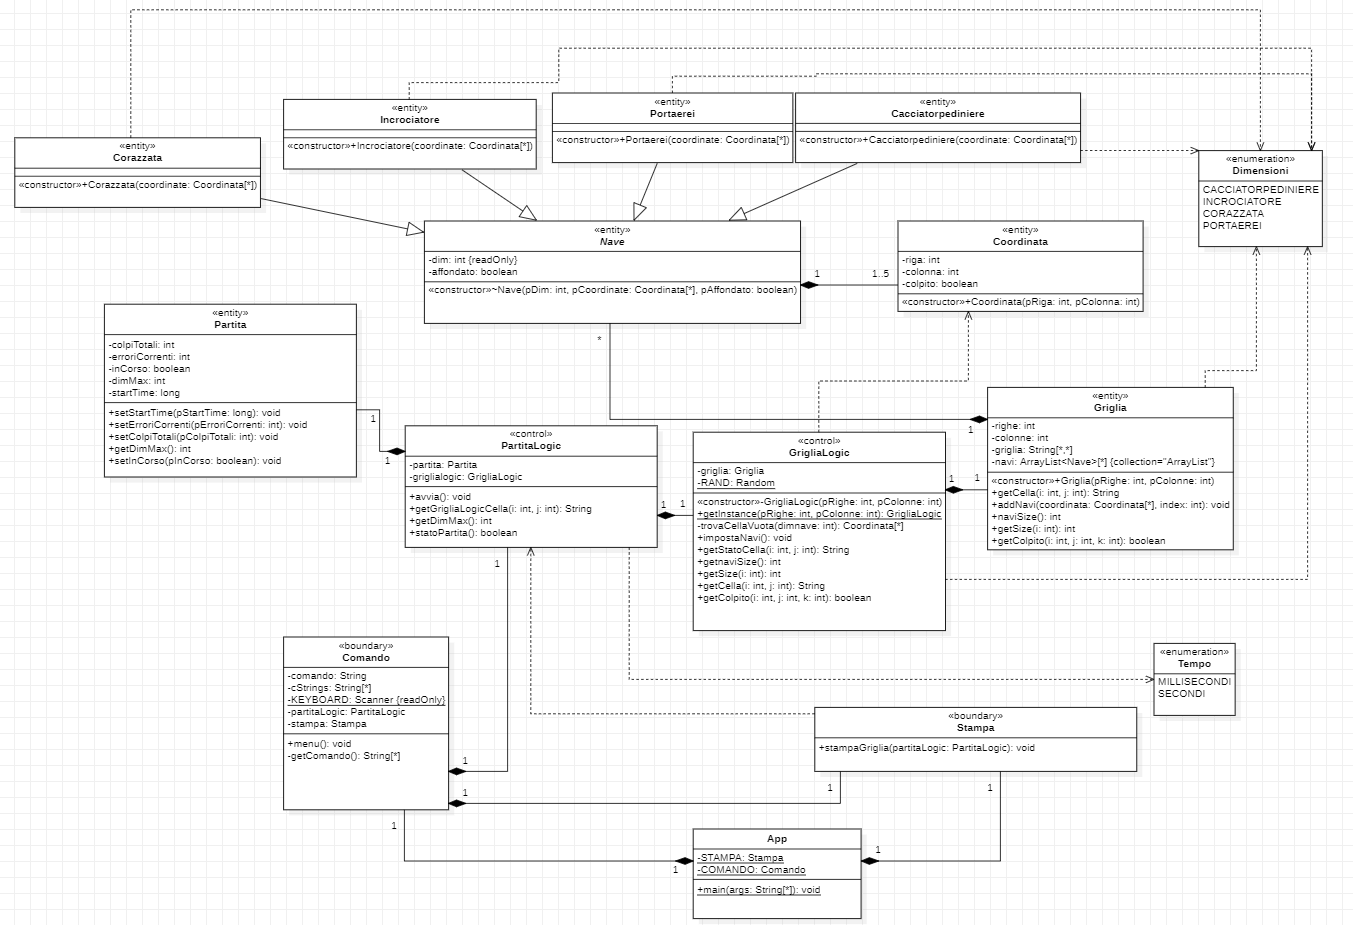 «entity»
Corazzata
«constructor»+Corazzata(coordinate: Coordinata[*])
«entity»
Incrociatore
«constructor»+Incrociatore(coordinate: Coordinata[*])
«entity»
Portaerei
«constructor»+Portaerei(coordinate: Coordinata[*])
«entity»
Cacciatorpediniere
«constructor»+Cacciatorpediniere(coordinate: Coordinata[*])
«enumeration»
Dimensioni
CACCIATORPEDINIERE
INCROCIATORE
CORAZZATA
PORTAEREI
«entity»
Nave
-dim: int {readOnly}
-affondato: boolean
«constructor»~Nave(pDim: int, pCoordinate: Coordinata[*], pAffondato: boolean)
1
1..5
*
«entity»
Coordinata
-riga: int
-colonna: int
-colpito: boolean
«constructor»+Coordinata(pRiga: int, pColonna: int)
«entity»
Partita
-colpiTotali: int
-erroriCorrenti: int
-inCorso: boolean
-dimMax: int
-startTime: long
+setStartTime(pStartTime: long): void
+setErroriCorrenti(pErroriCorrenti: int): void
+setColpiTotali(pColpiTotali: int): void
+getDimMax(): int
+setInCorso(pInCorso: boolean): void
1
1
«control»
PartitaLogic
-partita: Partita
-griglialogic: GrigliaLogic
+avvia(): void
+getGrigliaLogicCella(i: int, j: int): String
+getDimMax(): int
+statoPartita(): boolean
1
1
1
«control»
GrigliaLogic
-griglia: Griglia
-RAND: Random
«constructor»-GrigliaLogic(pRighe: int, pColonne: int)
+getInstance(pRighe: int, pColonne: int): GrigliaLogic
-trovaCellaVuota(dimnave: int): Coordinata[*]
+impostaNavi(): void
+getStatoCella(i: int, j: int): String
+getnaviSize(): int
+getSize(i: int): int
+getCella(i: int, j: int): String
+getColpito(i: int, j: int, k: int): boolean
1
1
1
«entity»
Griglia
-righe: int
-colonne: int
-griglia: String[*,*]
-navi: ArrayList<Nave>[*] {collection="ArrayList"}
«constructor»+Griglia(pRighe: int, pColonne: int)
+getCella(i: int, j: int): String
+addNavi(coordinata: Coordinata[*], index: int): void
+naviSize(): int
+getSize(i: int): int
+getColpito(i: int, j: int, k: int): boolean
«boundary»
Comando
-comando: String
-cStrings: String[*]
-KEYBOARD: Scanner {readOnly}
-partitaLogic: PartitaLogic
-stampa: Stampa
+menu(): void
-getComando(): String[*]
1
1
1
«enumeration»
Tempo
MILLISECONDI
SECONDI
«boundary»
Stampa
+stampaGriglia(partitaLogic: PartitaLogic): void
1
1
App
-STAMPA: Stampa
-COMANDO: Comando
+main(args: String[*]): void
1
1